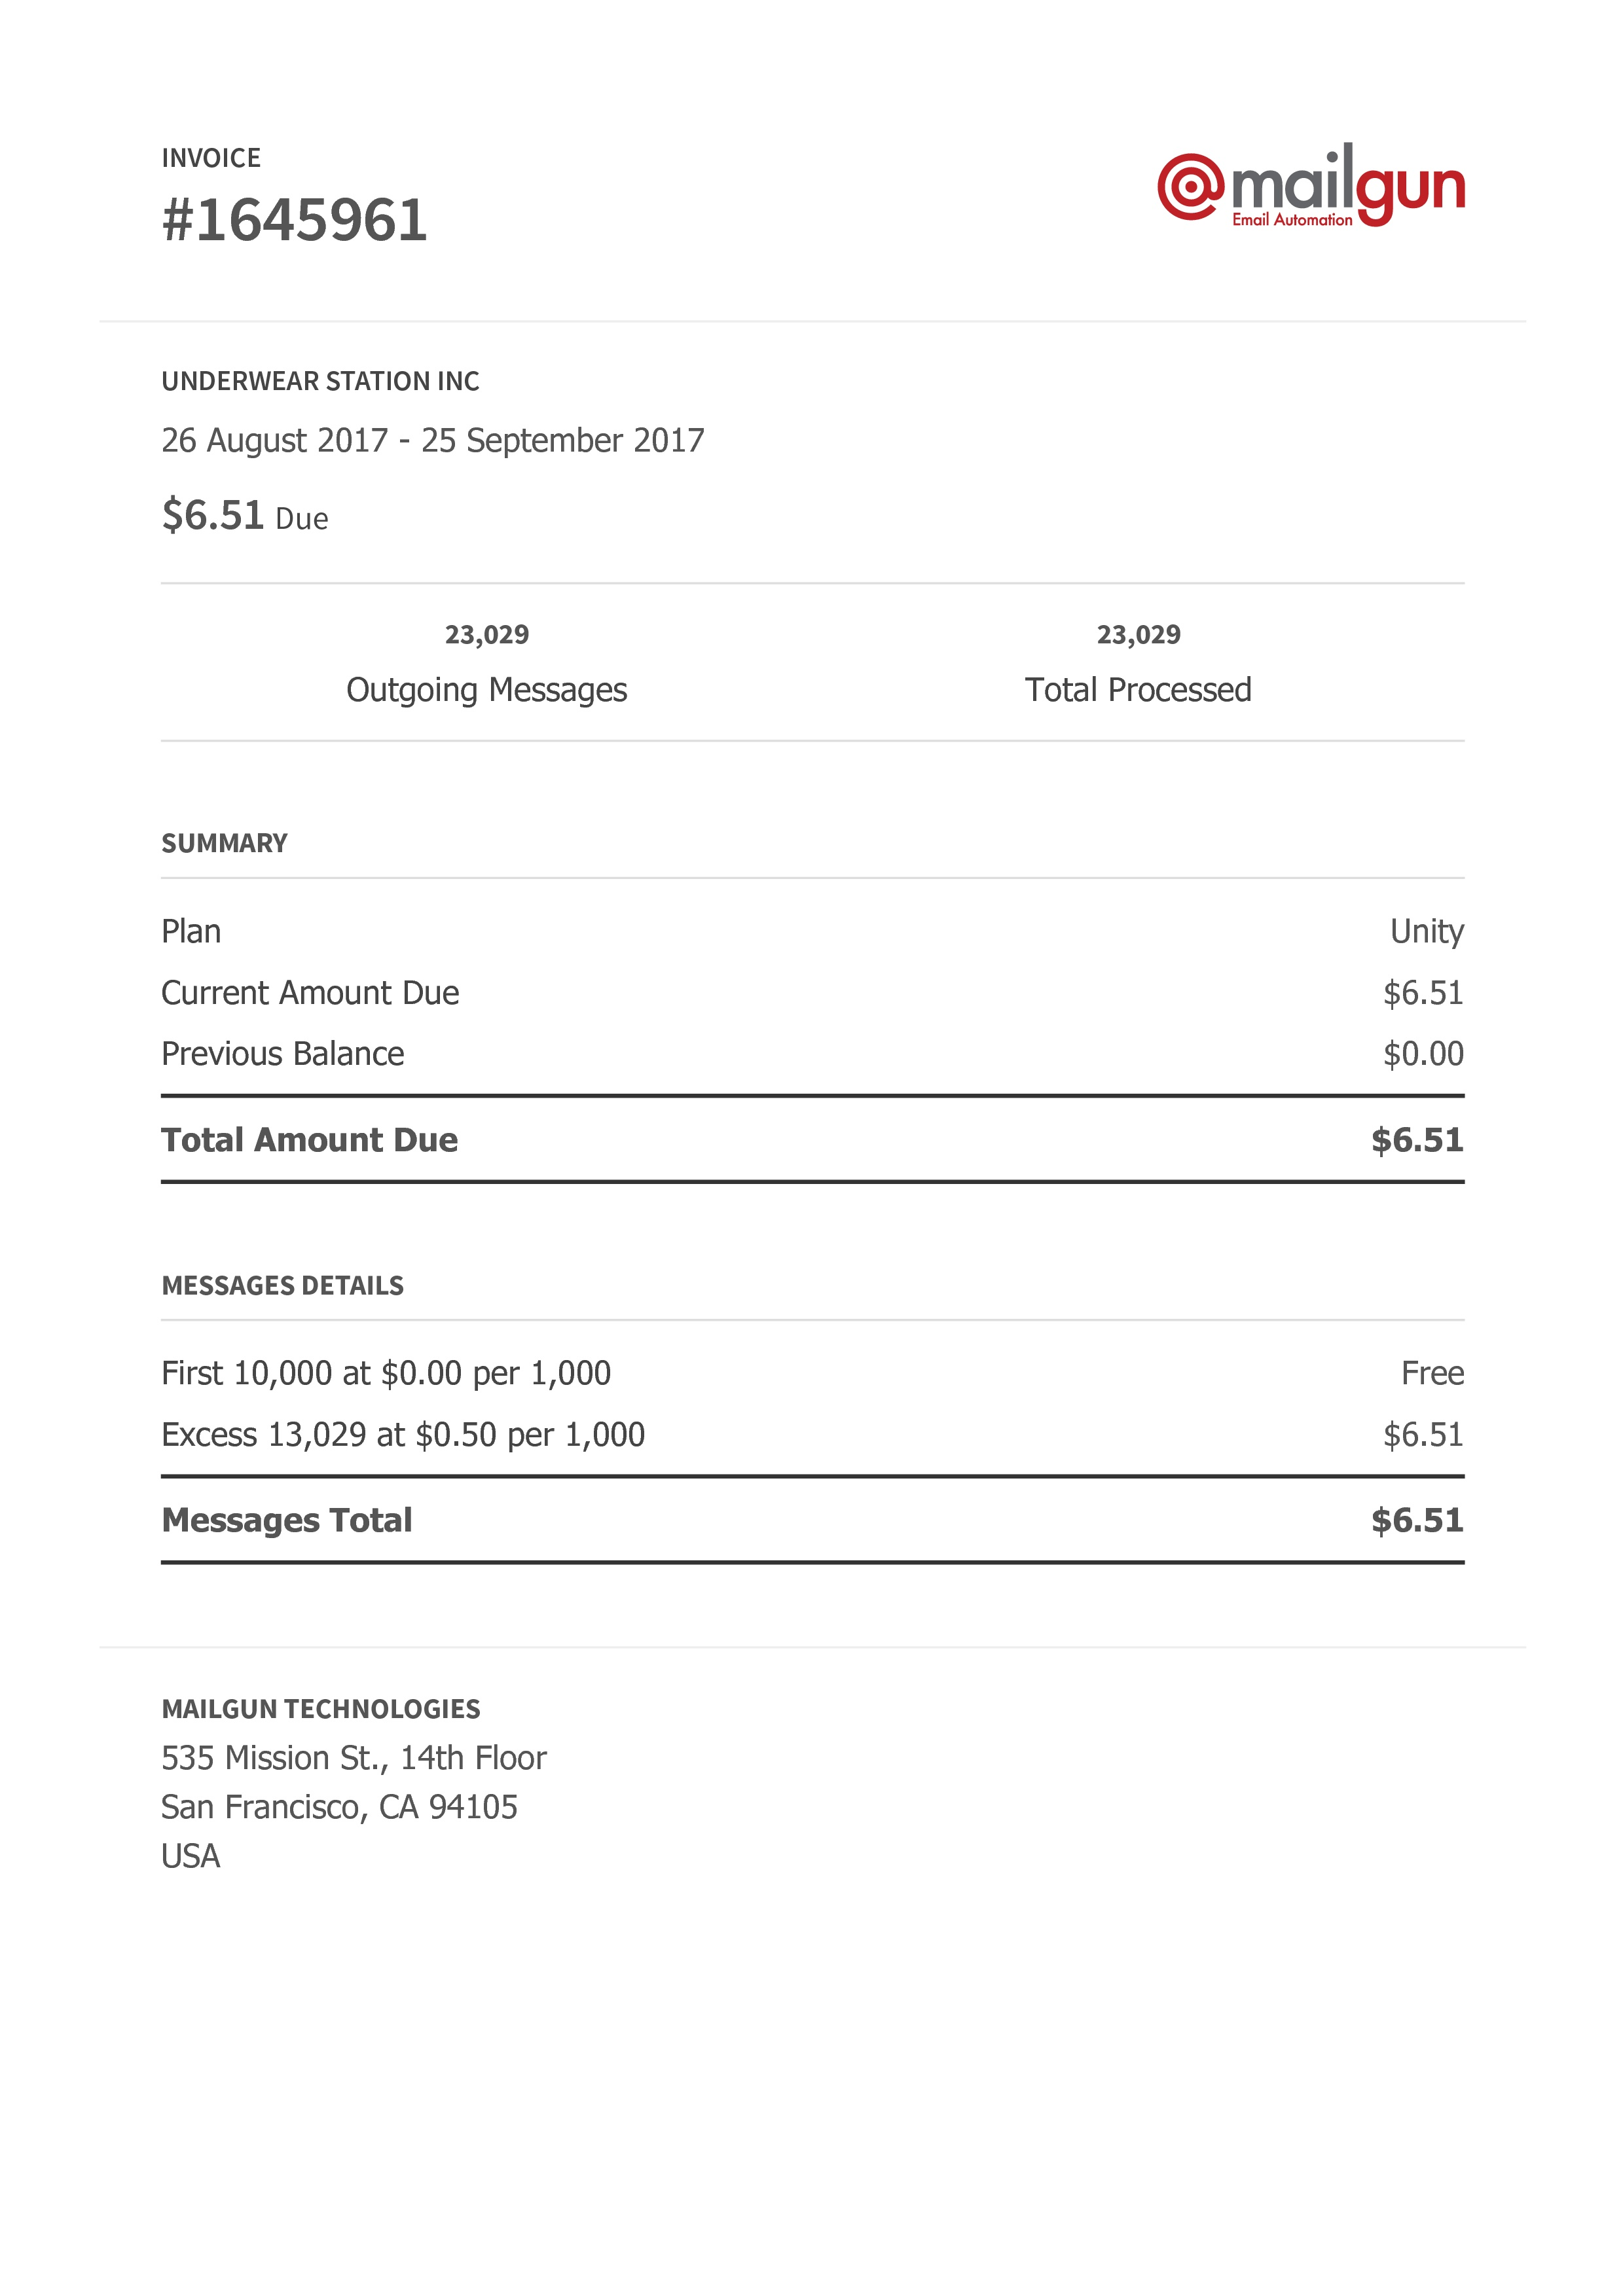 INVOICE
#1645961
@mailgun
Email Automation
UNDERWEAR STATION INC
26 August 2017 - 25 September 2017
$6.51 Due
23,029 23,029
Outgoing Messages Total Processed
SUMMARY
Plan Unity
Current Amount Due $6.51
Previous Balance $0.00
Total Amount Due $6.51
MESSAGES DETAILS
First 10,000 at $0.00 per 1,000 Free
Excess 13,029 at $0.50 per 1,000 $6.51
Messages Total $6.51
MAILGUN TECHNOLOGIES
535 Mission St., 14th Floor
San Francisco, CA 94105
USA